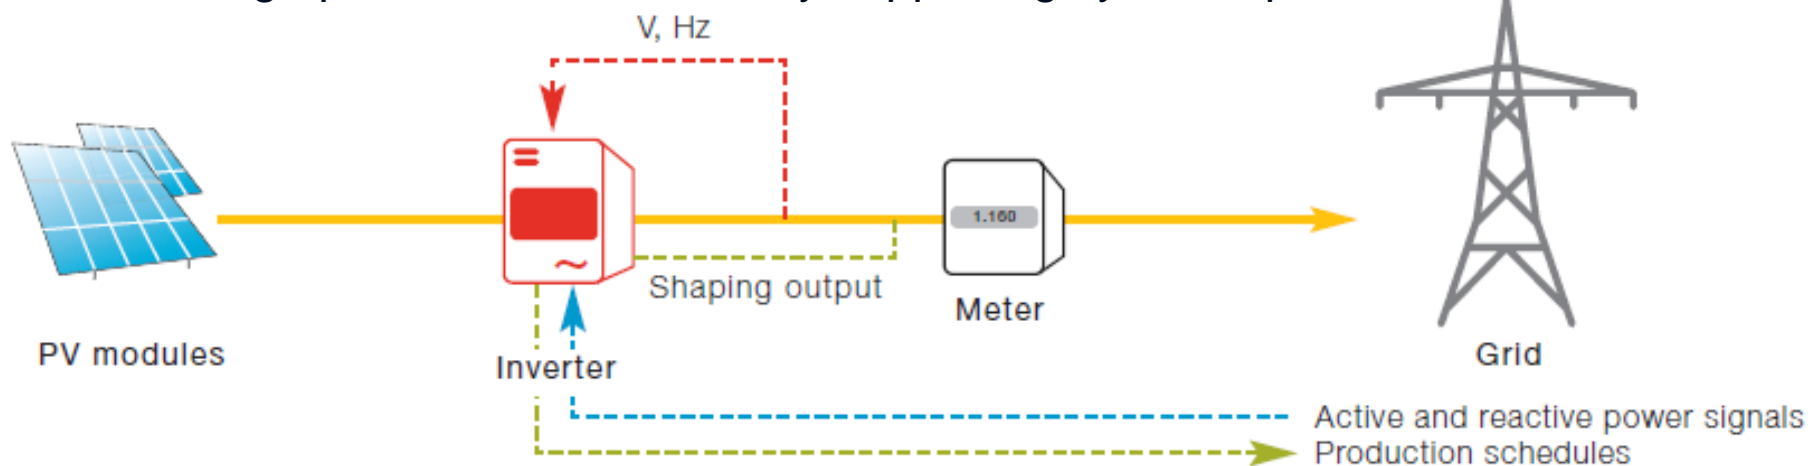 V, Hz
1.160
Shaping output
Meter
PV modules
Inverter
Grid
Active and reactive power signals
Production schedules